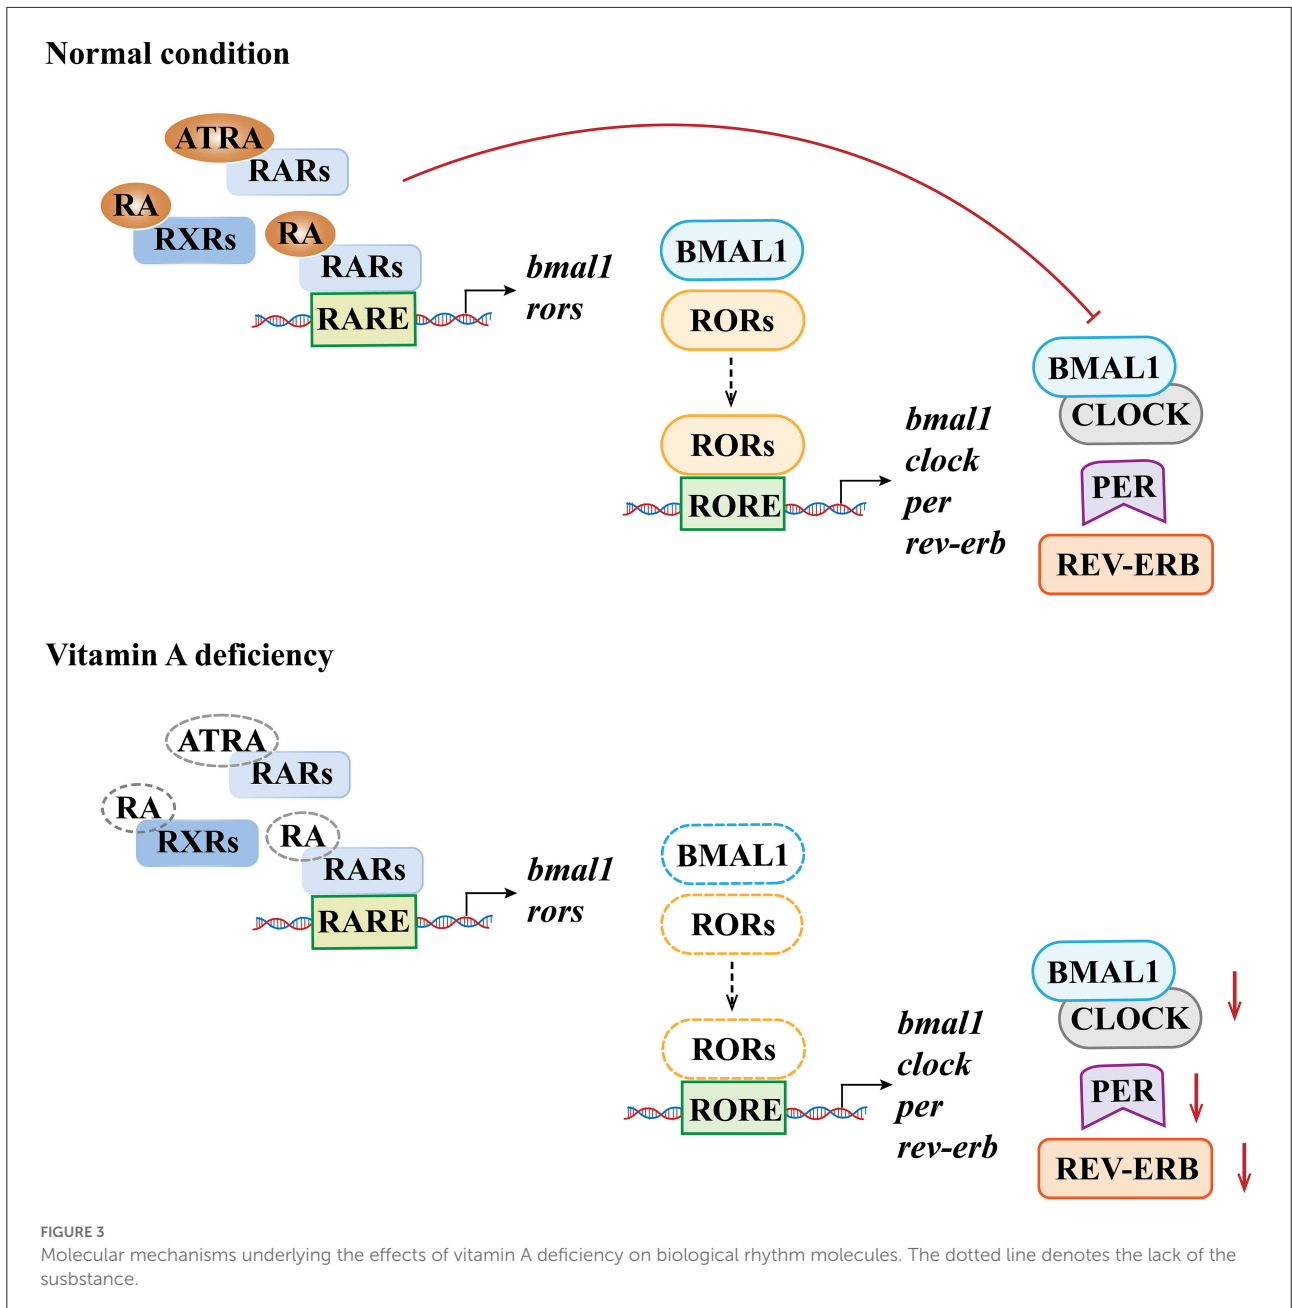 Normal condition
ATRA
RARs
RA
RXRs
RA
RARs
RARE
bmal1
rors
BMAL1
RORs
RORs
RORE
bmal1
clock
per
rev-erb
BMAL1
CLOCK
PER
REV-ERB
Vitamin A deficiency
ATRA
RARs
RA
RXRs
RA
RARs
RARE
bmal1
rors
BMAL1
RORs
RORs
RORE
bmal1
clock
per
rev-erb
BMAL1
CLOCK
PER
REV-ERB
FIGURE 3
Molecular mechanisms underlying the effects of vitamin A deficiency on biological rhythm molecules. The dotted line denotes the lack of the
susbstance.